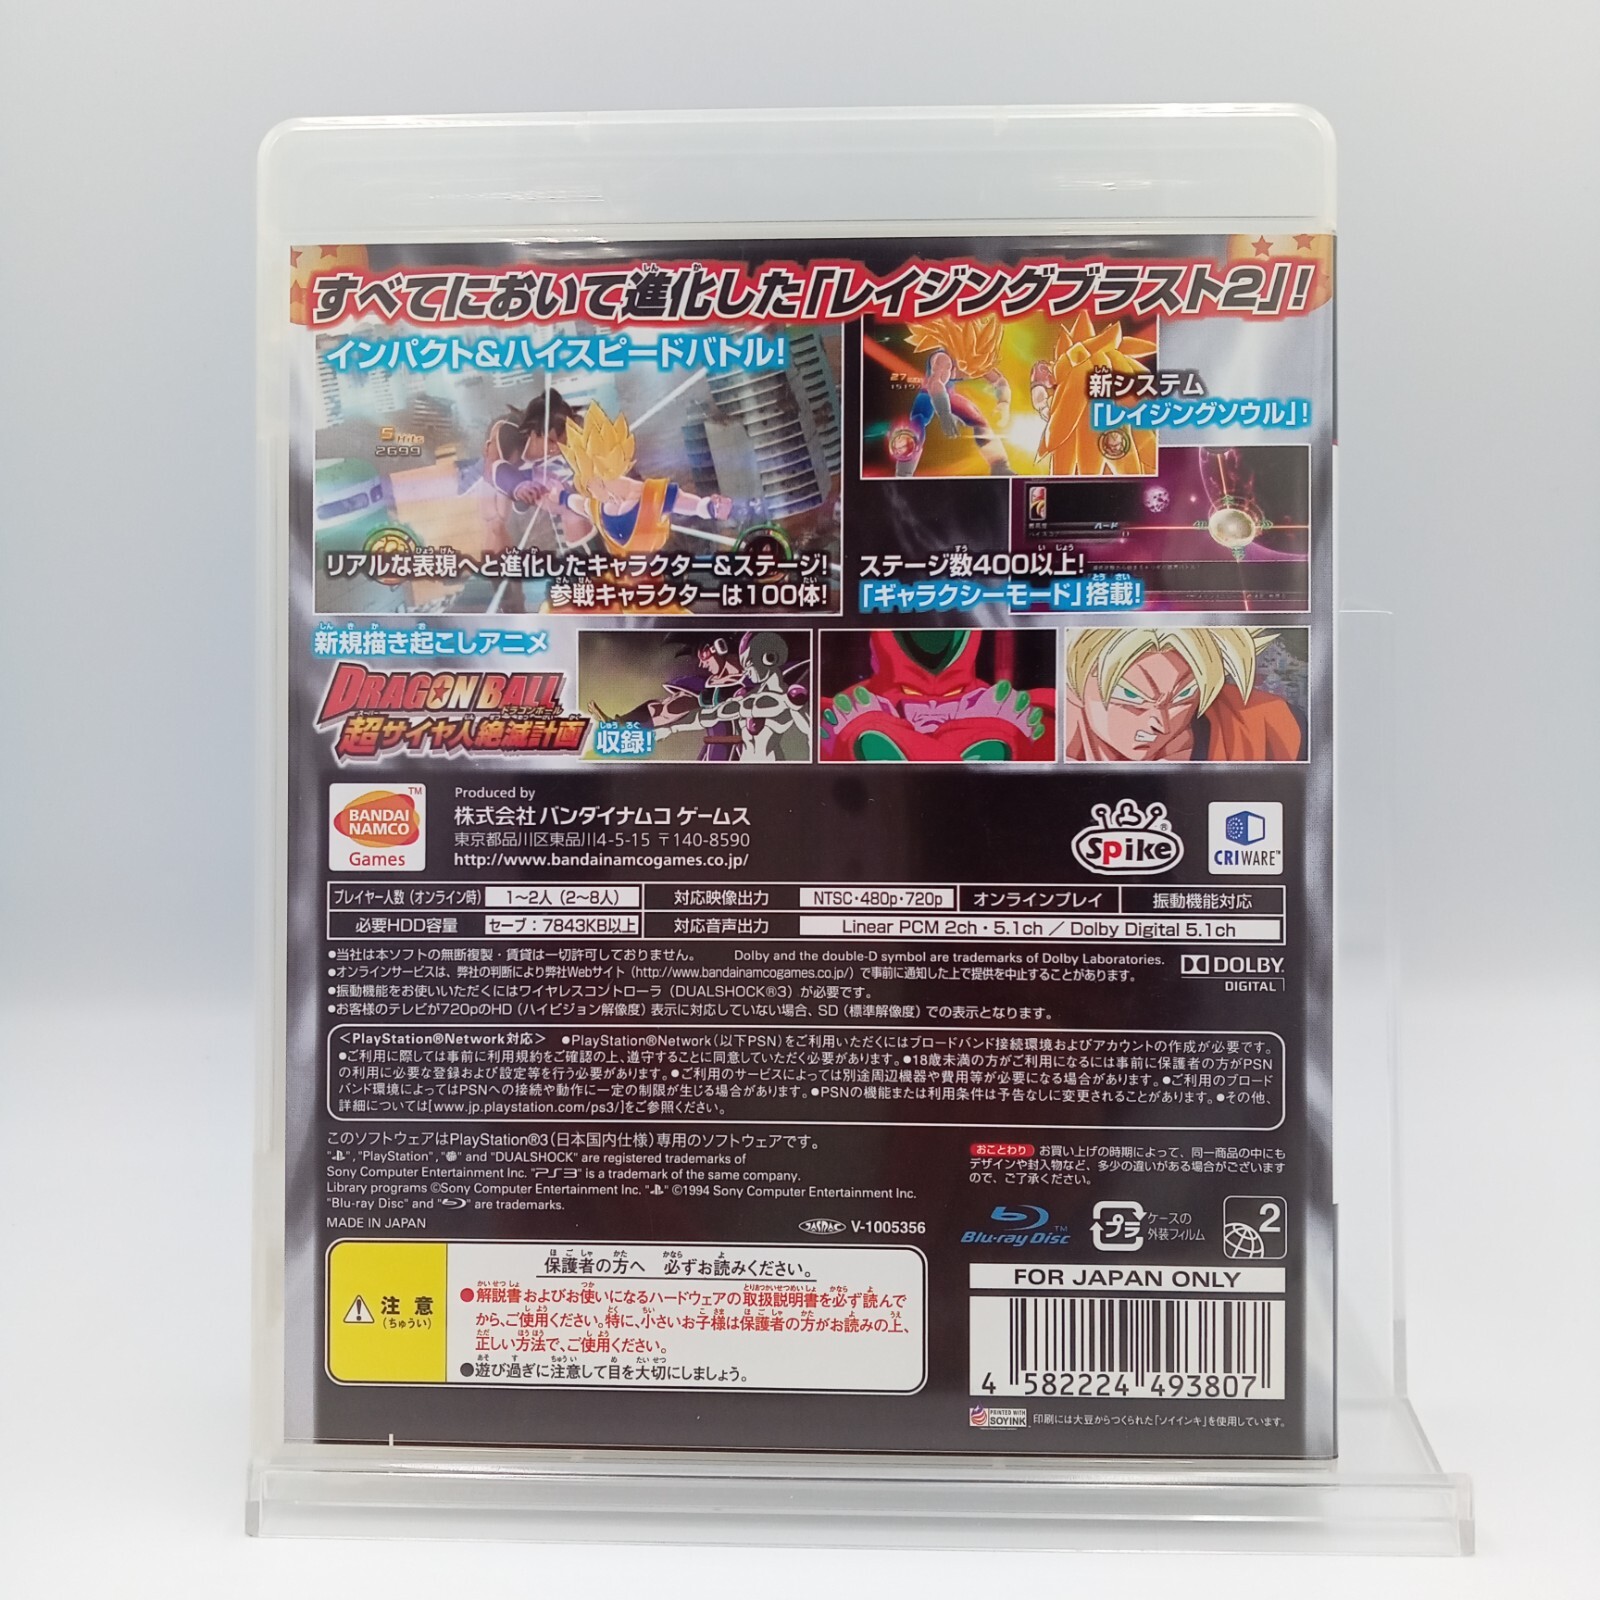 すべてにおいて進化した「レイジングブラスト2」!
インパクト&ハイスピードバトル!
5 Hits
2699
リアルな表現へと進化したキャラクター&ステージ!
参戦キャラクターは100体!
新システム
「レイジングソウル」!
ハード
ステージ数400以上!
「ギャラクシーモード」搭載!
新規描き起こしアニメ
DRAGON BALL
ドラゴンボール
超サイヤ人絶滅計画
収録!
BANDAI
NAMCO
Games
TM
Produced by
株式会社 バンダイナムコ ゲームス
東京都品川区東品川4-5-15 〒140-8590
http://www.bandainamcogames.co.jp/
Spike®
CRIWARE™
プレイヤー人数(オンライン時) 1~2人(2~8人) 対応映像出力 NTSC・480p・720p オンラインプレイ 振動機能対応
必要HDD容量 セーブ:7843KB以上 対応音声出力 Linear PCM 2ch・5.1ch / Dolby Digital 5.1ch
●当社は本ソフトの無断複製・賃貸は一切許可しておりません。 Dolby and the double-D symbol are trademarks of Dolby Laboratories.
●オンラインサービスは、弊社の判断により弊社Webサイト(http://www.bandainamcogames.co.jp/)で事前に通知した上で提供を中止することがあります。
●振動機能をお使いいただくにはワイヤレスコントローラ(DUALSHOCK®3)が必要です。
●お客様のテレビが720pのHD(ハイビジョン解像度)表示に対応していない場合、SD(標準解像度)での表示となります。
DOLBY
DIGITAL
<PlayStation®Network対応> ●PlayStation®Network(以下PSN)をご利用いただくにはブロードバンド接続環境およびアカウントの作成が必要です。
●ご利用に際しては事前に利用規約をご確認の上、遵守することに同意していただく必要があります。●18歳未満の方がご利用になるには事前に保護者の方がPSN
の利用に必要な登録および設定等を行う必要があります。●ご利用のサービスによっては別途周辺機器や費用等が必要になる場合があります。●ご利用のブロード
バンド環境によってはPSNへの接続や動作に一定の制限が生じる場合があります。●PSNの機能または利用条件は予告なしに変更されることがあります。●その他、
詳細については[www.jp.playstation.com/ps3/]をご参照ください。
このソフトウェアはPlayStation®3(日本国内仕様)専用のソフトウェアです。
" ", "PlayStation", " " and "DUALSHOCK" are registered trademarks of
Sony Computer Entertainment Inc. "PS3" is a trademark of the same company.
Library programs ©Sony Computer Entertainment Inc. " " ©1994 Sony Computer Entertainment Inc.
"Blu-ray Disc" and " " are trademarks.
MADE IN JAPAN
JASRAC V-1005356
おことわり お買い上げの時期によって、同一商品の中にも
デザインや封入物など、多少の違いがある場合がございます
ので、ご了承ください。
Blu-ray Disc™
プラ
ケースの
外装フィルム
2
注意
(ちゅうい)
保護者の方へ 必ずお読みください。
●解説書およびお使いになるハードウェアの取扱説明書を必ず読んで
から、ご使用ください。特に、小さいお子様は保護者の方がお読みの上、
正しい方法で、ご使用ください。
●遊び過ぎに注意して目を大切にしましょう。
FOR JAPAN ONLY
4 582224 493807
PRINTED WITH
SOYINK
印刷には大豆からつくられた「ソイインキ」を使用しています。